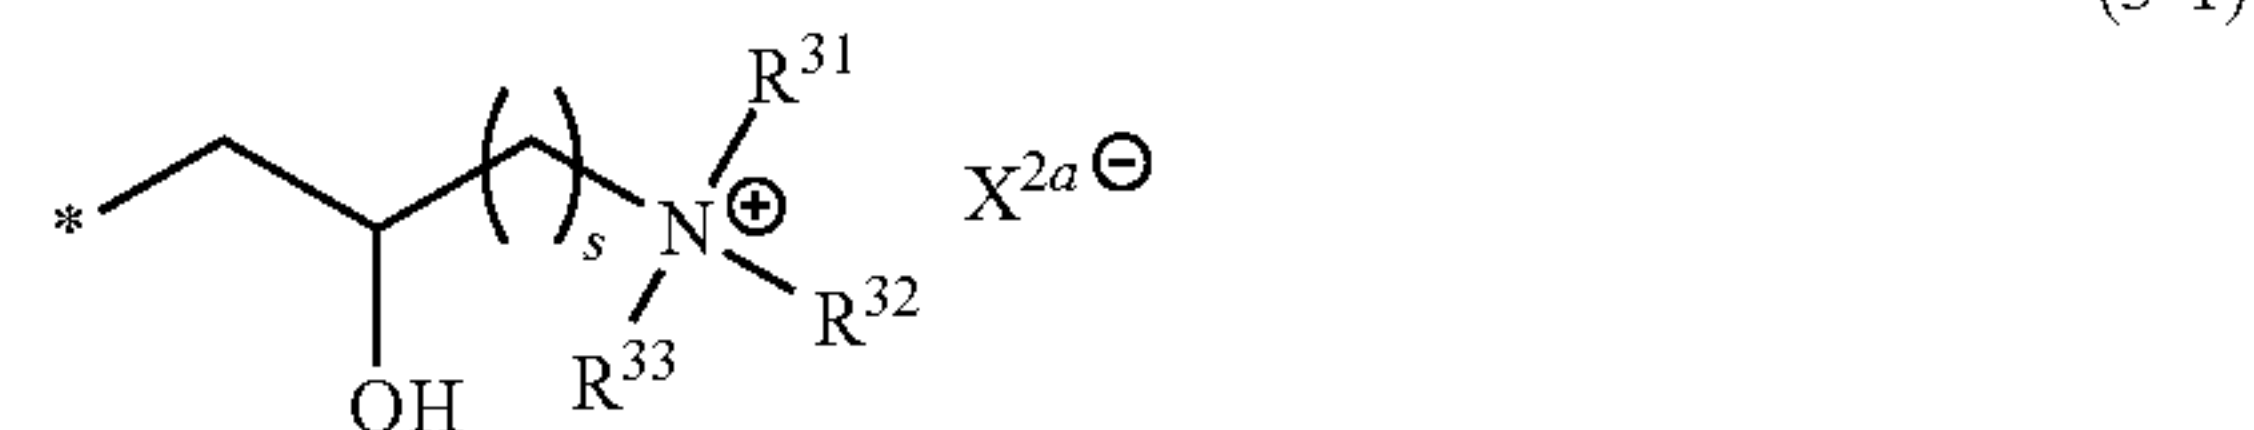 R³¹
X²ᵃ ⊖
* ( )s N ⊕
R³²
R³³
OH